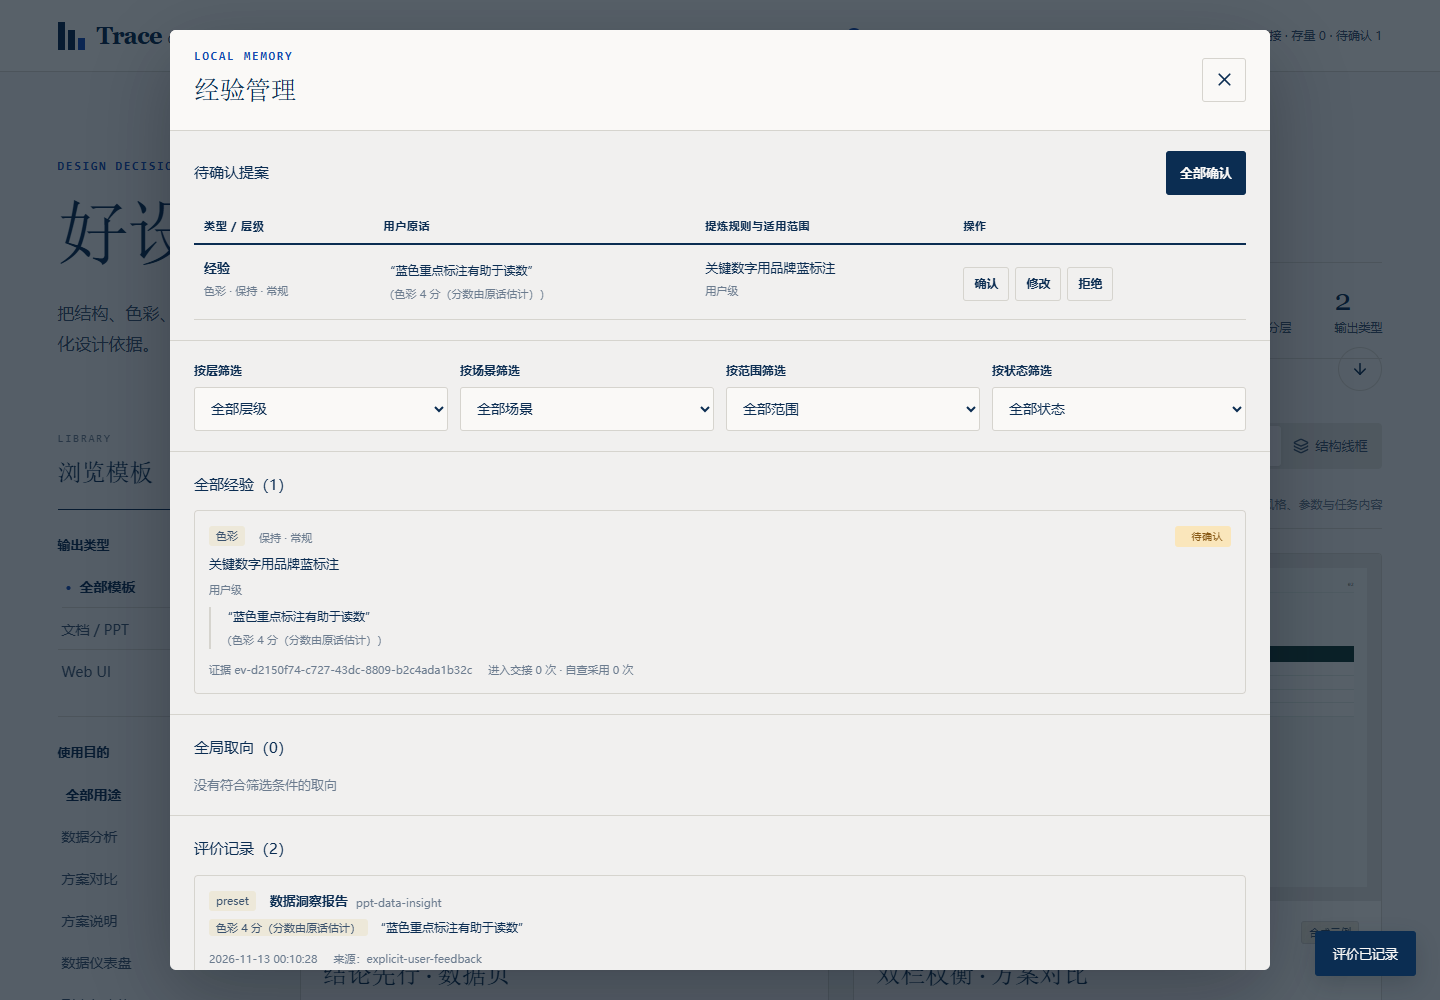 Trace
接 · 存量 0 · 待确认 1
LOCAL MEMORY
经验管理
待确认提案
全部确认
类型 / 层级
用户原话
提炼规则与适用范围
操作
经验
色彩 · 保持 · 常规
“蓝色重点标注有助于读数”
(色彩 4 分（分数由原话估计）)
关键数字用品牌蓝标注
用户级
确认
修改
拒绝
按层筛选
按场景筛选
按范围筛选
按状态筛选
全部层级
全部场景
全部范围
全部状态
全部经验（1）
色彩
保持 · 常规
待确认
关键数字用品牌蓝标注
用户级
“蓝色重点标注有助于读数”
(色彩 4 分（分数由原话估计）)
证据 ev-d2150f74-c727-43dc-8809-b2c4ada1b32c
进入交接 0 次 · 自查采用 0 次
全局取向（0）
没有符合筛选条件的取向
评价记录（2）
preset
数据洞察报告
ppt-data-insight
色彩 4 分（分数由原话估计）
“蓝色重点标注有助于读数”
2026-11-13 00:10:28
来源：explicit-user-feedback
DESIGN DECISIO
好设
把结构、色彩、
化设计依据。
2
分层
输出类型
LIBRARY
浏览模板
结构线框
风格、参数与任务内容
输出类型
全部模板
文档 / PPT
Web UI
使用目的
全部用途
数据分析
方案对比
方案说明
数据仪表盘
结论先行 · 数据页
双栏权衡 · 方案对比
评价已记录